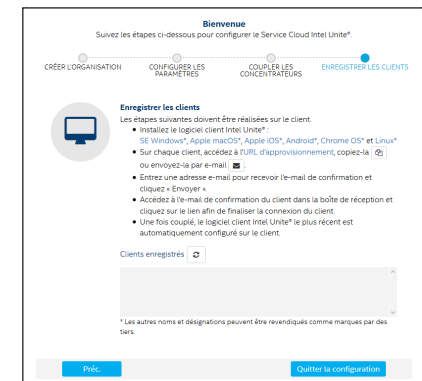 Bienvenue
Suivez les étapes ci-dessous pour configurer le Service Cloud Intel Unite®.
CRÉER L'ORGANISATION
CONFIGURER LES
PARAMÈTRES
COUPLER LES
CONCENTRATEURS
ENREGISTRER LES CLIENTS
Enregistrer les clients
Les étapes suivantes doivent être réalisées sur le client.
• Installez le logiciel client Intel Unite® :
SE Windows*, Apple macOS*, Apple iOS*, Android*, Chrome OS* et Linux*
• Sur chaque client, accédez à l'URL d'approvisionnement, copiez-la
ou envoyez-la par e-mail .
• Entrez une adresse e-mail pour recevoir l'e-mail de confirmation et
cliquez « Envoyer ».
• Accédez à l'e-mail de confirmation du client dans la boîte de réception et
cliquez sur le lien afin de finaliser la connexion du client.
• Une fois couplé, le logiciel client Intel Unite® le plus récent est
automatiquement configuré sur le client.
Clients enregistrés
* Les autres noms et désignations peuvent être revendiqués comme marques par des
tiers.
Préc.
Quitter la configuration